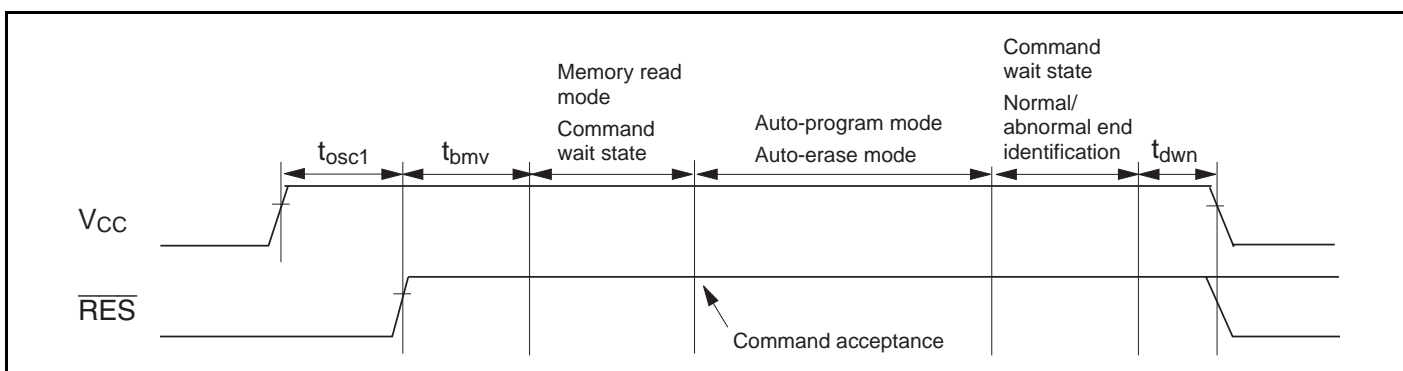 Command
wait state
Memory read
mode
Normal/
abnormal end
identification
Command
wait state
Auto-program mode
Auto-erase mode
tosc1
tbmv
tdwn
VCC
RES
Command acceptance